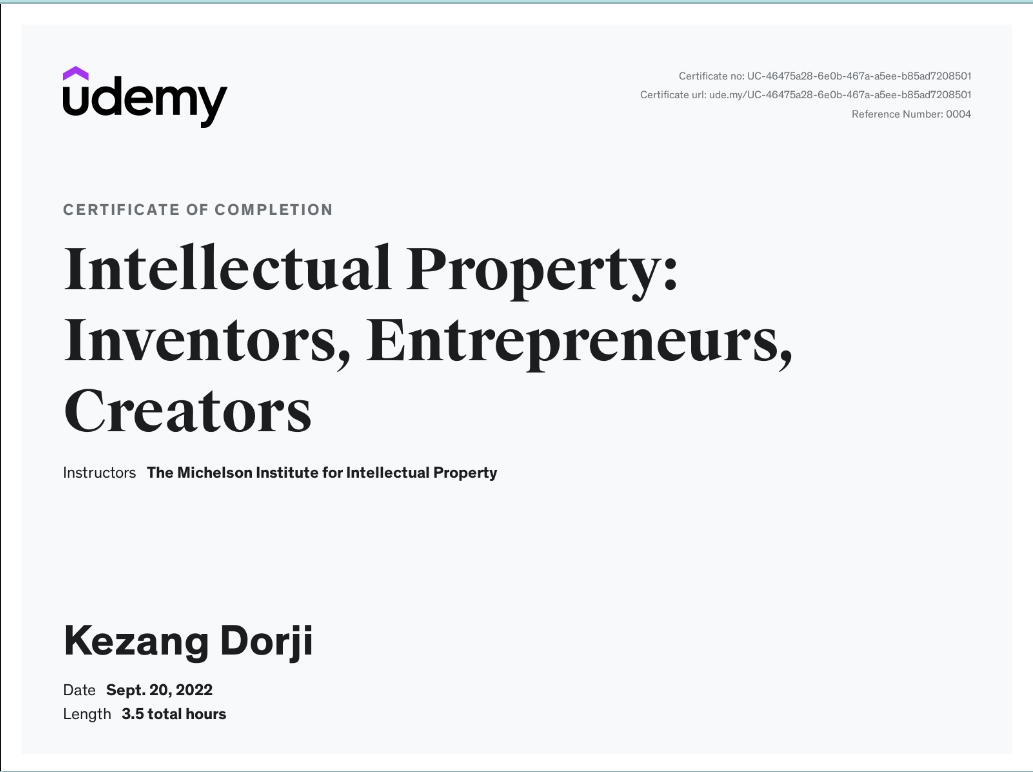 udemy
Certificate no: UC-46475a28-6e0b-467a-a5ee-b85ad7208501
Certificate url: ude.my/UC-46475a28-6e0b-467a-a5ee-b85ad7208501
Reference Number: 0004
CERTIFICATE OF COMPLETION
Intellectual Property:
Inventors, Entrepreneurs,
Creators
Instructors The Michelson Institute for Intellectual Property
Kezang Dorji
Date Sept. 20, 2022
Length 3.5 total hours